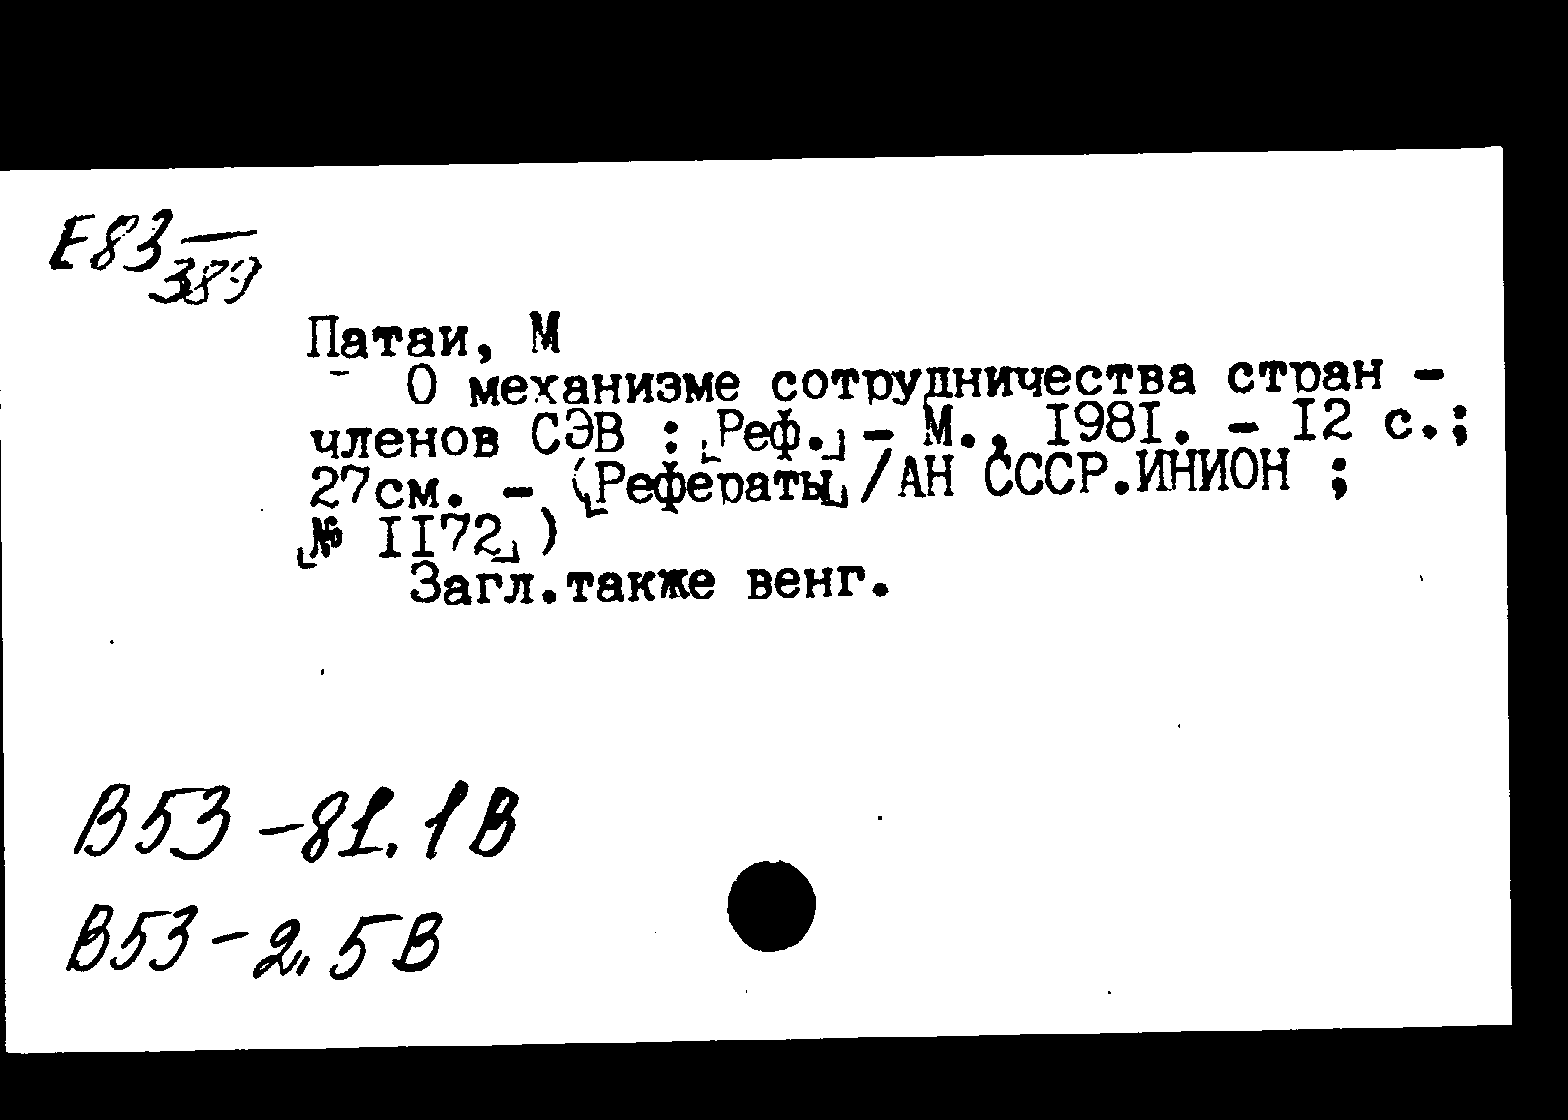 Е83 —
389
Патаи, М
О механизме сотрудничества стран –
членов СЭВ : [Реф.] – М., 1981. – 12 с.;
27см. – ([Рефераты] /АН СССР.ИНИОН ;
[№ 1172] )
Загл.также венг.
В53 – 81.1В
В53 – 2.5В